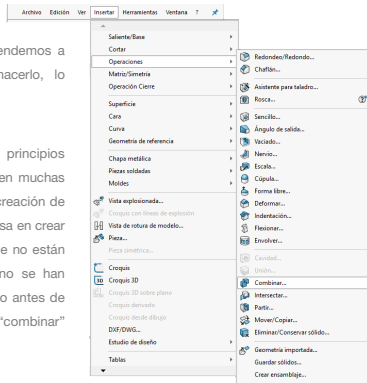 Archivo Edición Ver Insertar Herramientas Ventana ?
endemos a
hacerlo, lo
principios
en muchas
creación de
sa en crear
e no están
no se han
o antes de
"combinar"
Saliente/Base
Cortar
Operaciones
Matriz/Simetría
Operación Cierre
Superficie
Cara
Curva
Geometría de referencia
Chapa metálica
Piezas soldadas
Moldes
Vista explosionada...
Croquis con líneas de explosión
Vista de rotura de modelo...
Pieza...
Pieza simétrica...
Croquis
3D Croquis 3D
Croquis 3D sobre plano
Croquis derivado
Croquis desde dibujo
DXF/DWG...
Estudio de diseño
Tablas
Redondeo/Redondo...
Chaflán...
Asistente para taladro...
Rosca...
Sencillo...
Ángulo de salida...
Vaciado...
Nervio...
Escala...
Cúpula...
Forma libre...
Deformar...
Indentación...
Flexionar...
Envolver...
Cavidad...
Unión...
Combinar...
Intersectar...
Partir...
Mover/Copiar...
Eliminar/Conservar sólido...
Geometría importada...
Guardar sólidos...
Crear ensamblaje...